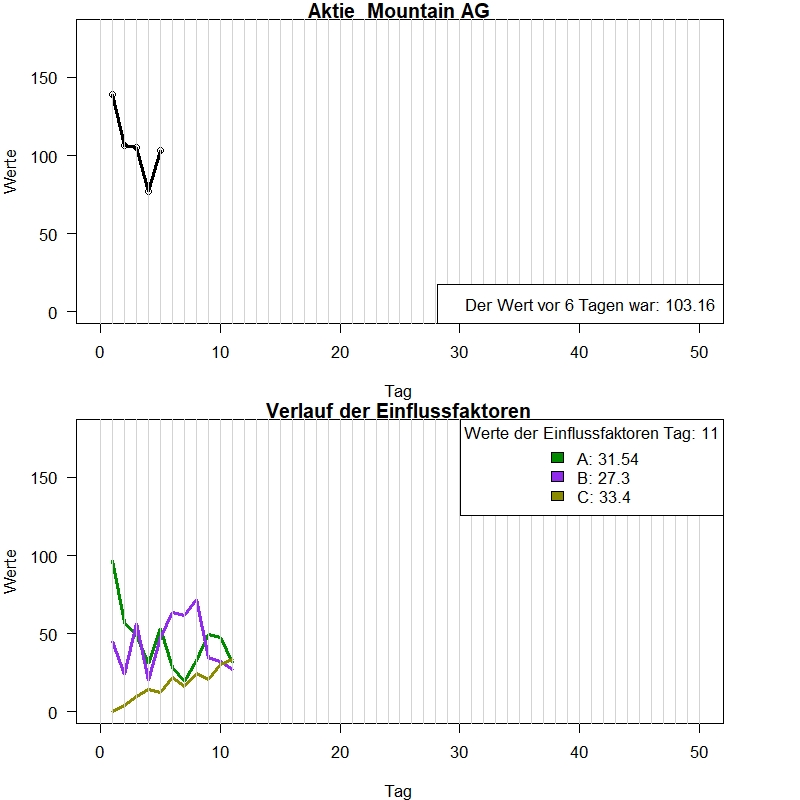 Aktie  Mountain AG
Werte
150
100
50
0
Der Wert vor 6 Tagen war: 103.16
0 10 20 30 40 50
Tag
Verlauf der Einflussfaktoren
Werte
150
100
50
0
Werte der Einflussfaktoren Tag: 11
A: 31.54
B: 27.3
C: 33.4
0 10 20 30 40 50
Tag